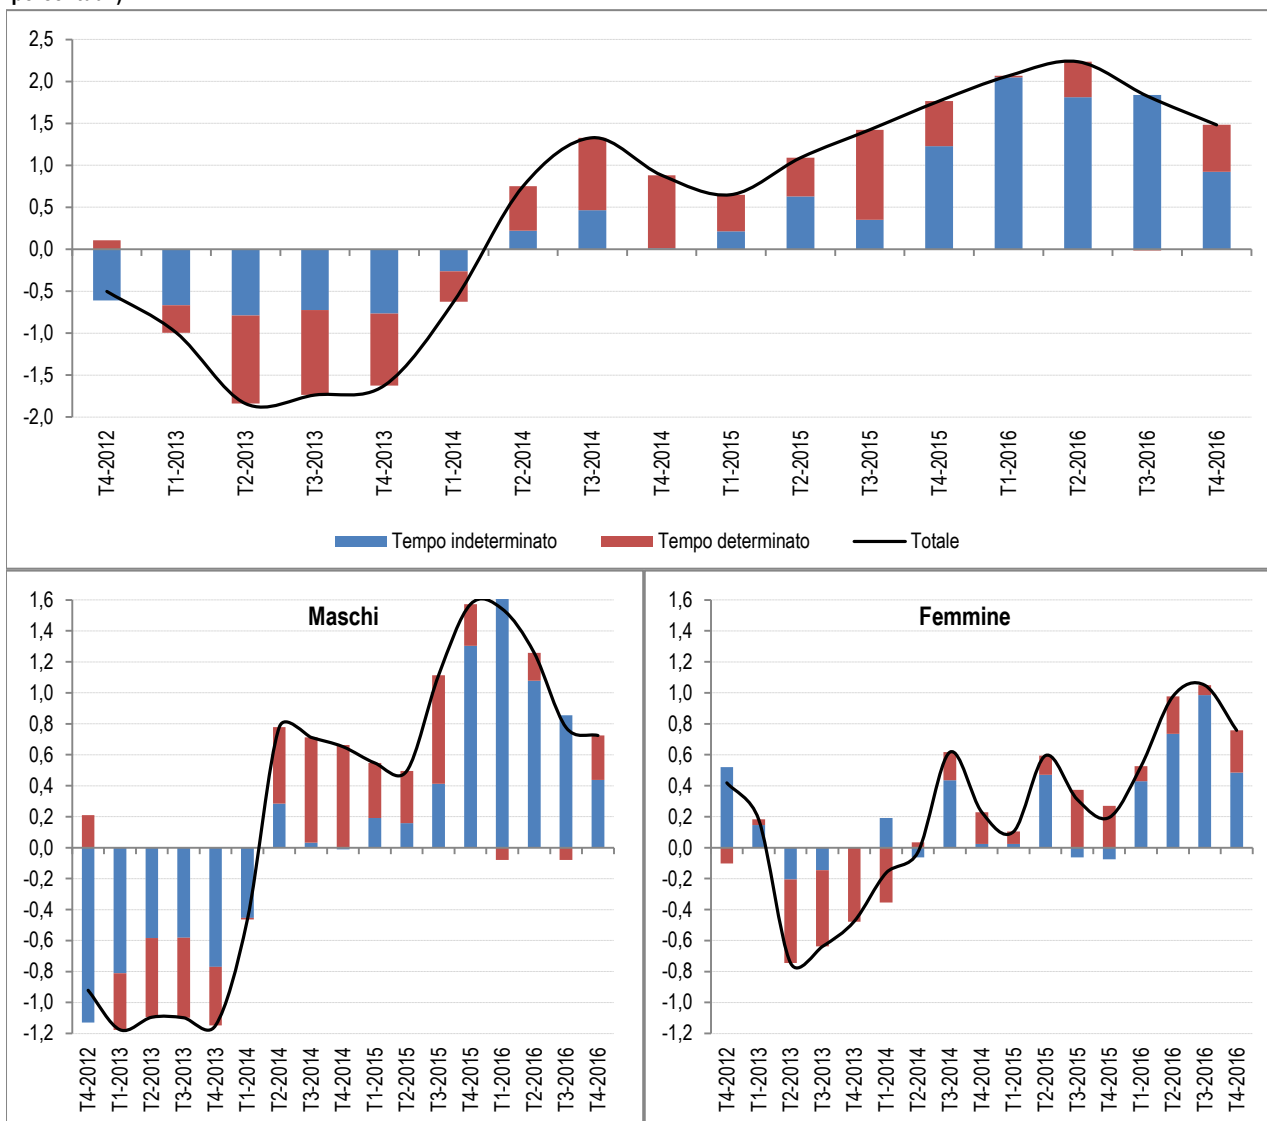 2,5
2,0
1,5
1,0
0,5
0,0
-0,5
-1,0
-1,5
-2,0
T4-2012
T1-2013
T2-2013
T3-2013
T4-2013
T1-2014
T2-2014
T3-2014
T4-2014
T1-2015
T2-2015
T3-2015
T4-2015
T1-2016
T2-2016
T3-2016
T4-2016
Tempo indeterminato Tempo determinato Totale
Maschi
1,6
1,4
1,2
1,0
0,8
0,6
0,4
0,2
0,0
-0,2
-0,4
-0,6
-0,8
-1,0
-1,2
T4-2012
T1-2013
T2-2013
T3-2013
T4-2013
T1-2014
T2-2014
T3-2014
T4-2014
T1-2015
T2-2015
T3-2015
T4-2015
T1-2016
T2-2016
T3-2016
T4-2016
Femmine
1,6
1,4
1,2
1,0
0,8
0,6
0,4
0,2
0,0
-0,2
-0,4
-0,6
-0,8
-1,0
-1,2
T4-2012
T1-2013
T2-2013
T3-2013
T4-2013
T1-2014
T2-2014
T3-2014
T4-2014
T1-2015
T2-2015
T3-2015
T4-2015
T1-2016
T2-2016
T3-2016
T4-2016